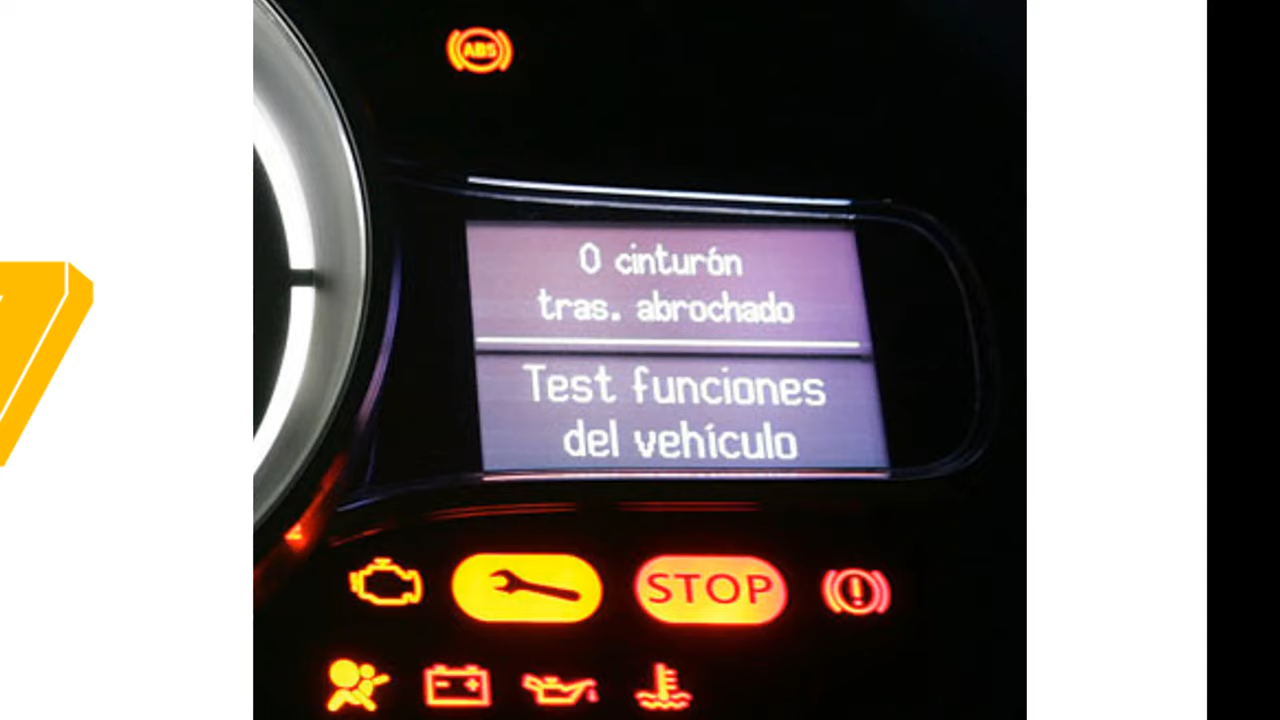 ABS
0 cinturón
tras. abrochado
Test funciones
del vehículo
STOP